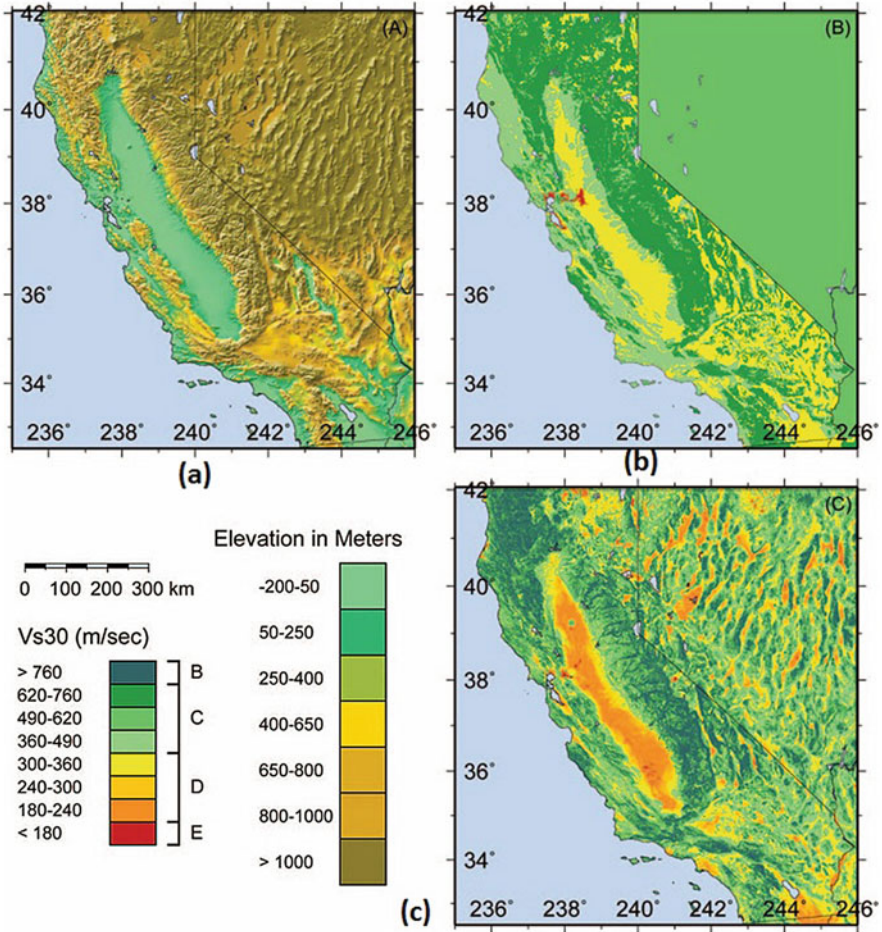 42°
(A)
40°
38°
36°
34°
236° 238° 240° 242° 244° 246°
(a)
42°
(B)
40°
38°
36°
34°
236° 238° 240° 242° 244° 246°
(b)
Elevation in Meters
-200-50
50-250
250-400
400-650
650-800
800-1000
> 1000
0 100 200 300 km
Vs30 (m/sec)
> 760 B
620-760
490-620 C
360-490
300-360
240-300 D
180-240
< 180 E
42°
(C)
40°
38°
36°
34°
236° 238° 240° 242° 244° 246°
(c)